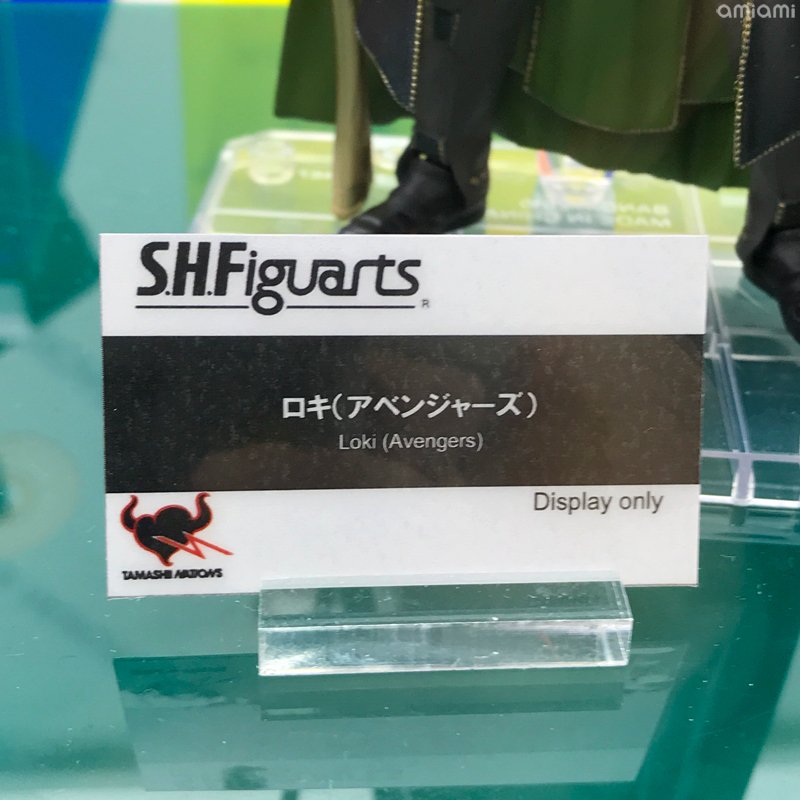 amiami
S.H.Figuarts
®
ロキ(アベンジャーズ)
Loki (Avengers)
Display only
TAMASHII NATIONS